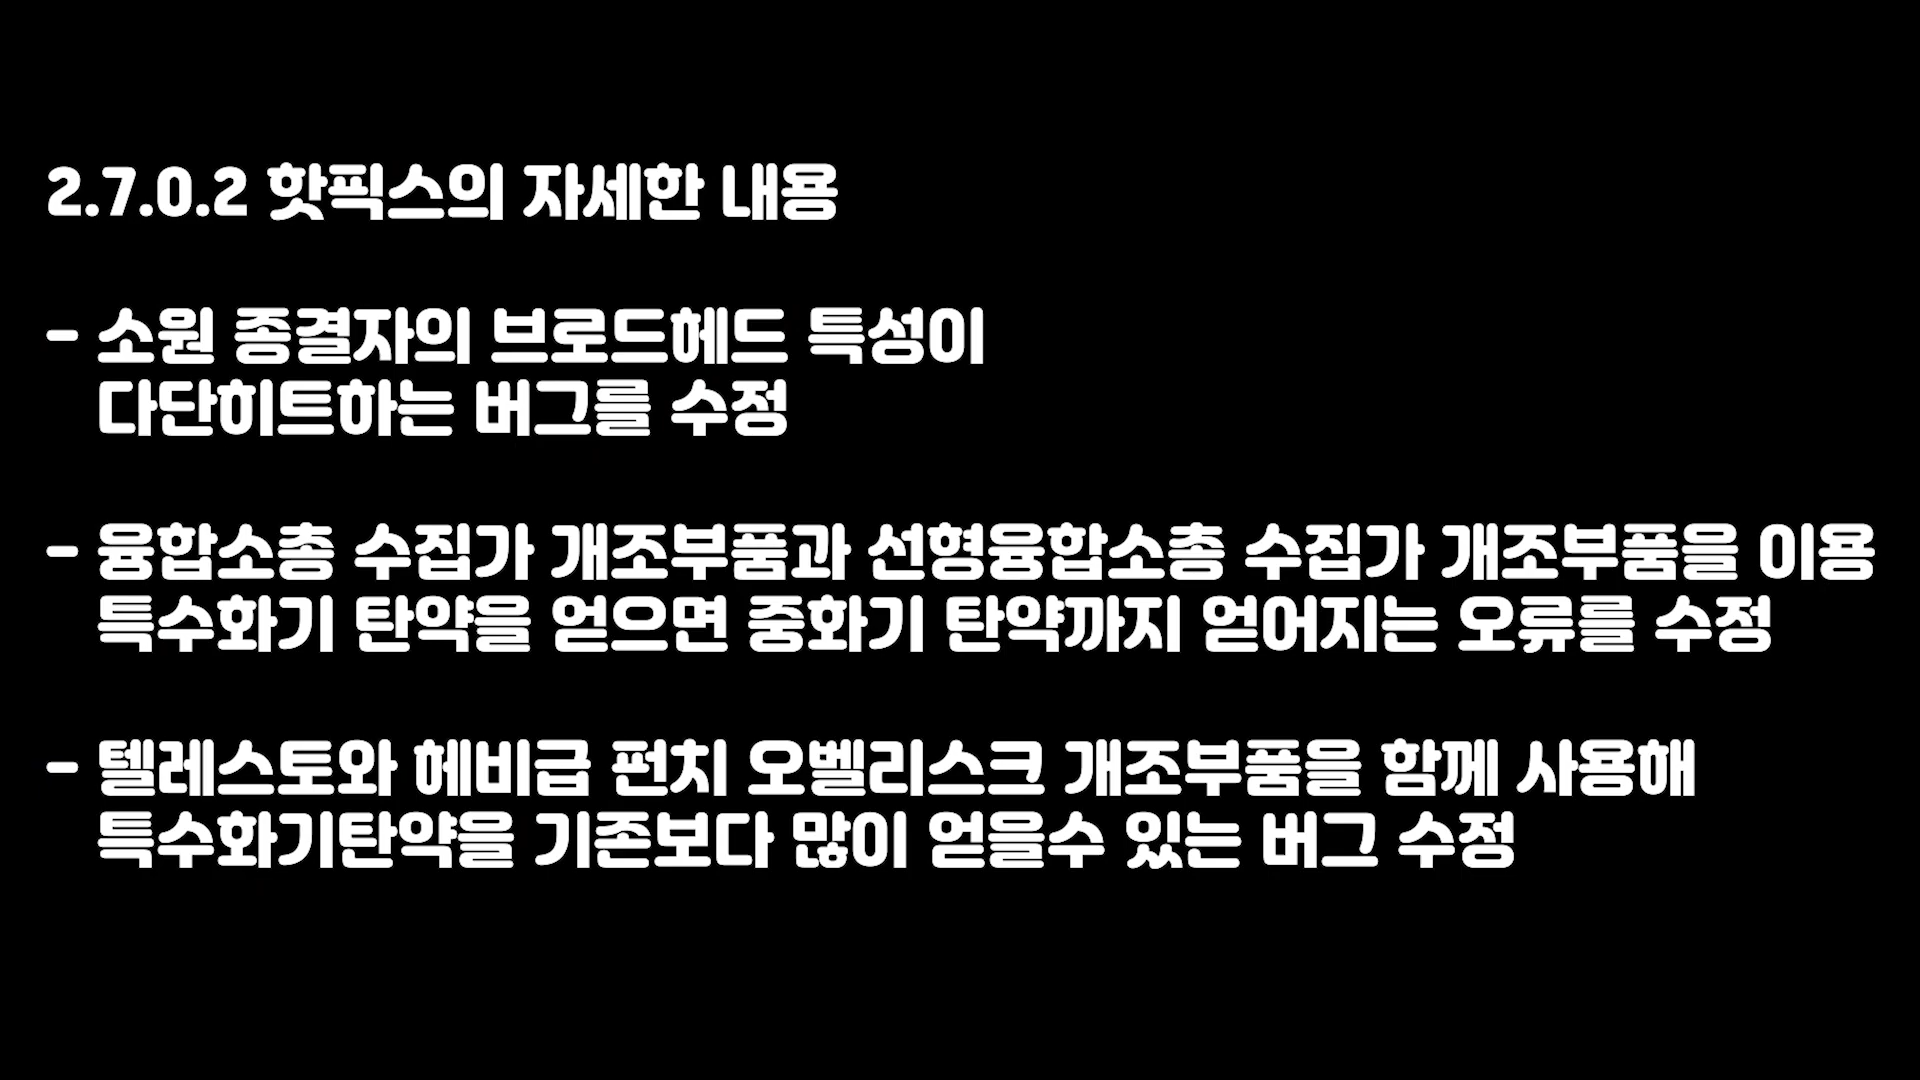 2.7.0.2 핫픽스의 자세한 내용
- 소원 종결자의 브로드헤드 특성이
다단히트하는 버그를 수정
- 융합소총 수집가 개조부품과 선형융합소총 수집가 개조부품을 이용
특수화기 탄약을 얻으면 중화기 탄약까지 얻어지는 오류를 수정
- 텔레스토와 헤비급 펀치 오벨리스크 개조부품을 함께 사용해
특수화기탄약을 기존보다 많이 얻을수 있는 버그 수정